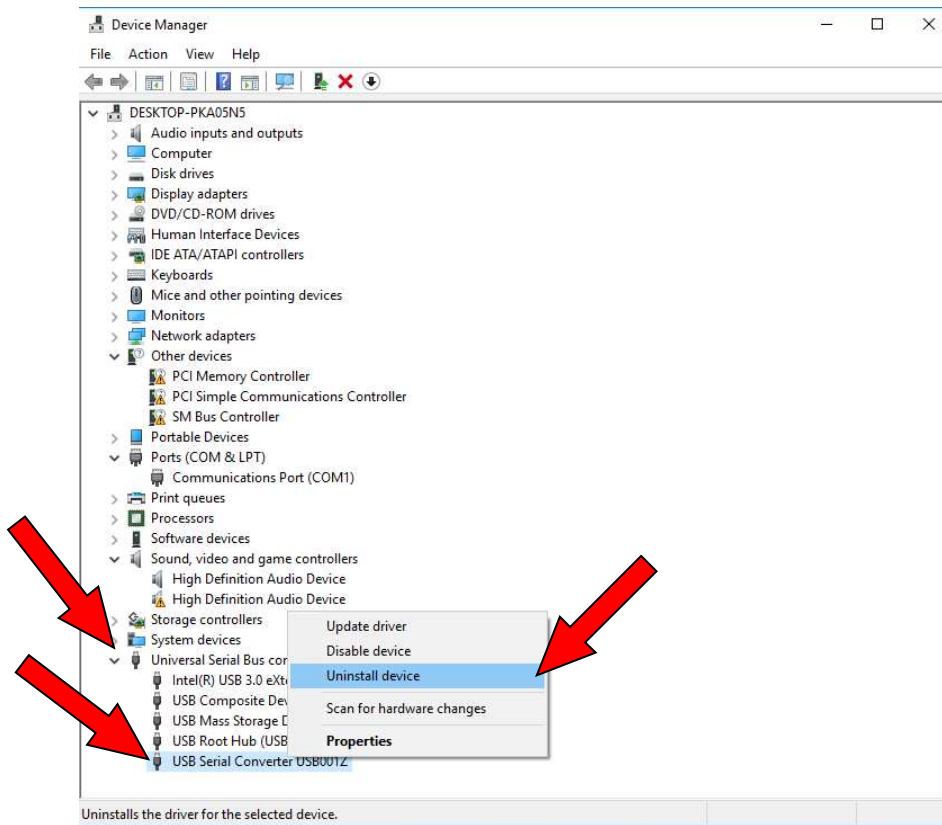 Device Manager
File Action View Help
DESKTOP-PKA05N5
Audio inputs and outputs
Computer
Disk drives
Display adapters
DVD/CD-ROM drives
Human Interface Devices
IDE ATA/ATAPI controllers
Keyboards
Mice and other pointing devices
Monitors
Network adapters
Other devices
PCI Memory Controller
PCI Simple Communications Controller
SM Bus Controller
Portable Devices
Ports (COM & LPT)
Communications Port (COM1)
Print queues
Processors
Software devices
Sound, video and game controllers
High Definition Audio Device
High Definition Audio Device
Storage controllers
System devices
Universal Serial Bus con
Intel(R) USB 3.0 eXte
USB Composite Dev
USB Mass Storage D
USB Root Hub (USB
USB Serial Converter USB001Z
Update driver
Disable device
Uninstall device
Scan for hardware changes
Properties
Uninstalls the driver for the selected device.